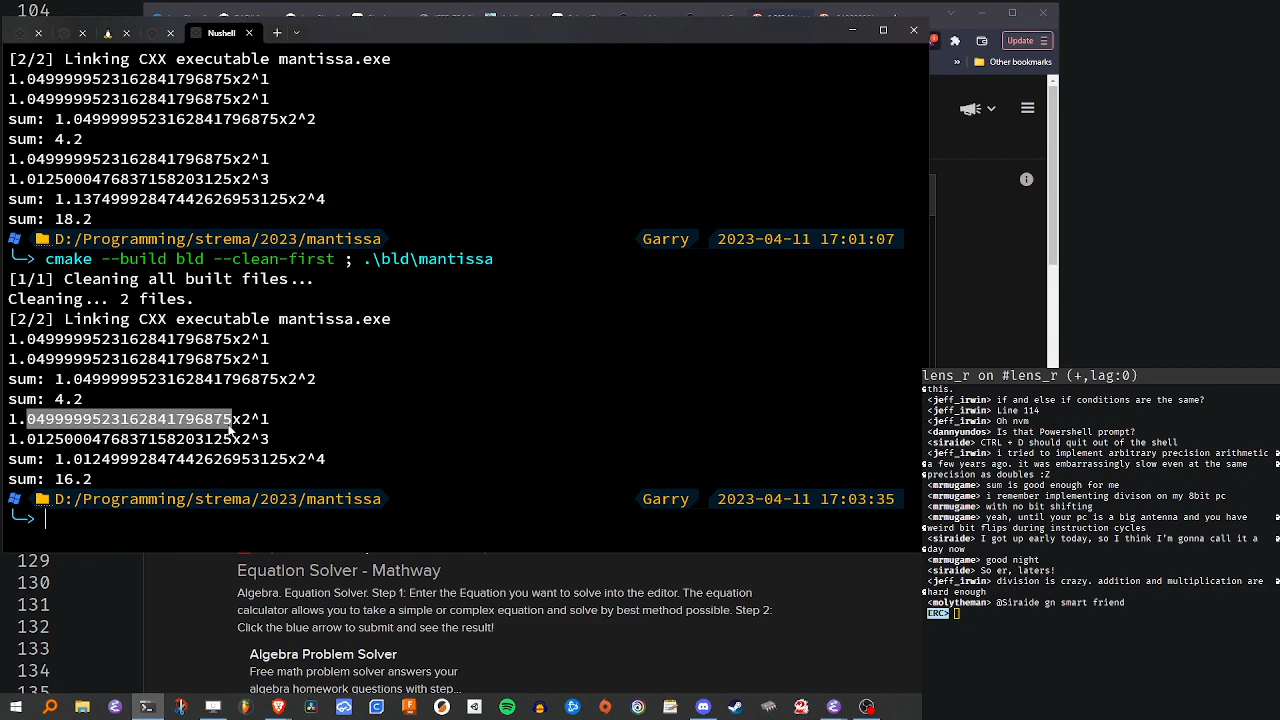 104
Nushell
Update
Other bookmarks
[2/2] Linking CXX executable mantissa.exe
1.0499999523162841796875x2^1
1.0499999523162841796875x2^1
sum: 1.0499999523162841796875x2^2
sum: 4.2
1.0499999523162841796875x2^1
1.012500047683715820​3125x2^3
sum: 1.13749992847442626953125x2^4
sum: 18.2
D:/Programming/strema/2023/mantissa
Garry 2023-04-11 17:01:07
cmake --build bld --clean-first ; .\bld\mantissa
[1/1] Cleaning all built files...
Cleaning... 2 files.
[2/2] Linking CXX executable mantissa.exe
1.0499999523162841796875x2^1
1.0499999523162841796875x2^1
sum: 1.0499999523162841796875x2^2
sum: 4.2
1.0499999523162841796875x2^1
1.0125000476837158203125x2^3
sum: 1.01249992847442626953125x2^4
sum: 16.2
D:/Programming/strema/2023/mantissa
Garry 2023-04-11 17:03:35
129
130
131
132
133
134
135
Equation Solver - Mathway
Algebra. Equation Solver. Step 1: Enter the Equation you want to solve into the editor. The equation
calculator allows you to take a simple or complex equation and solve by best method possible. Step 2:
Click the blue arrow to submit and see the result!
Algebra Problem Solver
Free math problem solver answers your
algebra homework questions with step...
lens_r on #lens_r (+,lag:0)
this.
<jeff_irwin> if and else if conditions are the same?
<jeff_irwin> Line 114
<jeff_irwin> Oh nvm
<dannyundos> Is that Powershell prompt?
<siraide> CTRL + D should quit out of the shell
<jeff_irwin> i tried to implement arbitrary precision arithmetic
a few years ago. it was embarrassingly slow even at the same
precision as doubles :Z
<mrmugame> sum is good enough for me
<mrmugame> i remember implementing divison on my 8bit pc
<mrmugame> with no bit shifting
<mrmugame> yeah, until your pc is a big antenna and you have
weird bit flips during instruction cycles
<siraide> I got up early today, so I think I'm gonna call it a
day now
<mrmugame> good night
<siraide> So er, laters!
<jeff_irwin> division is crazy. addition and multiplication are
hard enough
<molytheman> @Siraide gn smart friend
ERC>